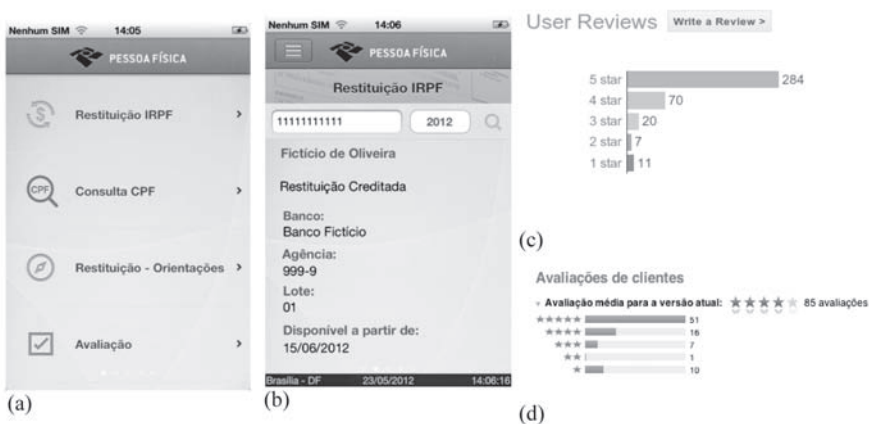 Nenhum SIM 14:05
PESSOA FÍSICA
Restituição IRPF
CPF
Consulta CPF
Restituição - Orientações
Avaliação
(a)
Nenhum SIM 14:06
PESSOA FÍSICA
Restituição IRPF
11111111111 2012
Fictício de Oliveira
Restituição Creditada
Banco:
Banco Fictício
Agência:
999-9
Lote:
01
Disponível a partir de:
15/06/2012
Brasília - DF 23/05/2012 14:06:16
(b)
User Reviews Write a Review >
5 star 284
4 star 70
3 star 20
2 star 7
1 star 11
(c)
Avaliações de clientes
Avaliação média para a versão atual: 85 avaliações
51
16
7
1
10
(d)